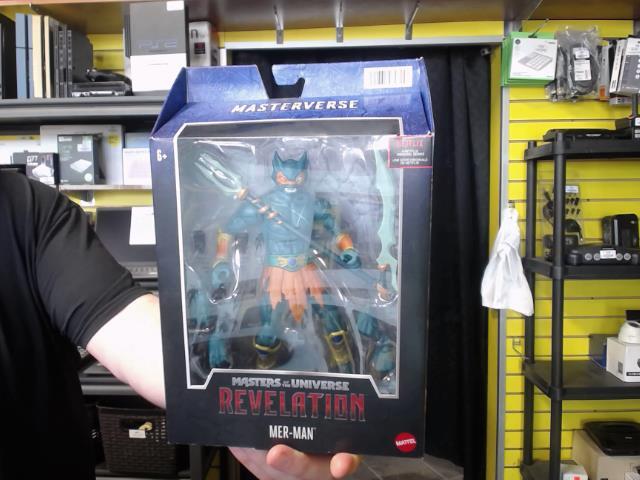 MASTERVERSE
NETFLIX
6+
MASTERS OF THE UNIVERSE
REVELATION
MER-MAN
MATTEL